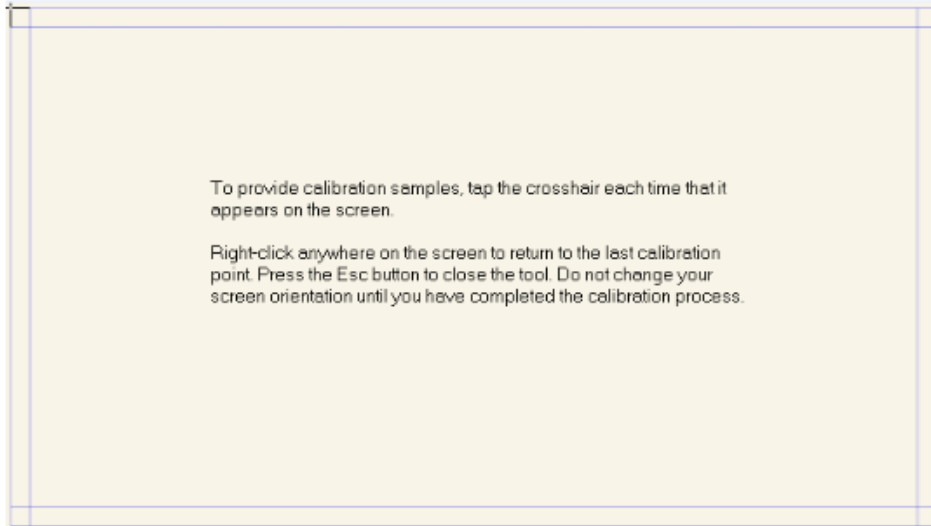 To provide calibration samples, tap the crosshair each time that it
appears on the screen.
Right-click anywhere on the screen to return to the last calibration
point. Press the Esc button to close the tool. Do not change your
screen orientation until you have completed the calibration process.